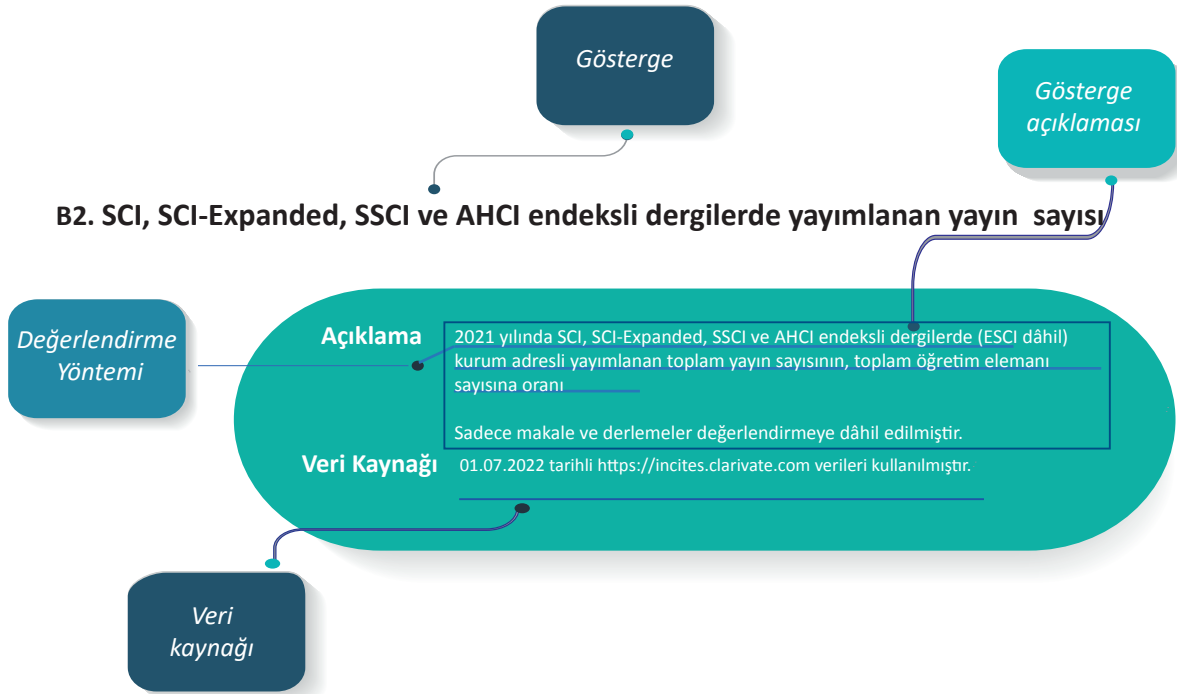 Gösterge
Gösterge
açıklaması
B2. SCI, SCI-Expanded, SSCI ve AHCI endeksli dergilerde yayımlanan yayın sayısı
Değerlendirme
Yöntemi
Açıklama
2021 yılında SCI, SCI-Expanded, SSCI ve AHCI endeksli dergilerde (ESCI dâhil)
kurum adresli yayımlanan toplam yayın sayısının, toplam öğretim elemanı
sayısına oranı
Sadece makale ve derlemeler değerlendirmeye dâhil edilmiştir.
Veri Kaynağı
01.07.2022 tarihli https://incites.clarivate.com verileri kullanılmıştır.
Veri
kaynağı